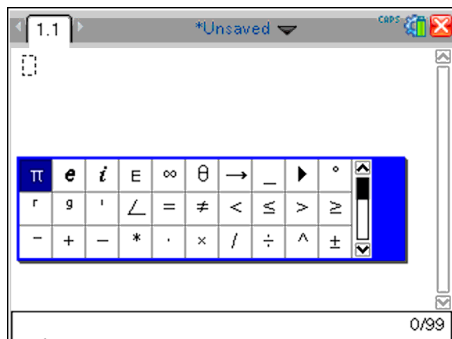 1.1 *Unsaved CAPS
π e i E ∞ θ → _ ▶ °
r g ' ∠ = ≠ < ≤ > ≥
− + − * · × / ÷ ^ ±
0/99